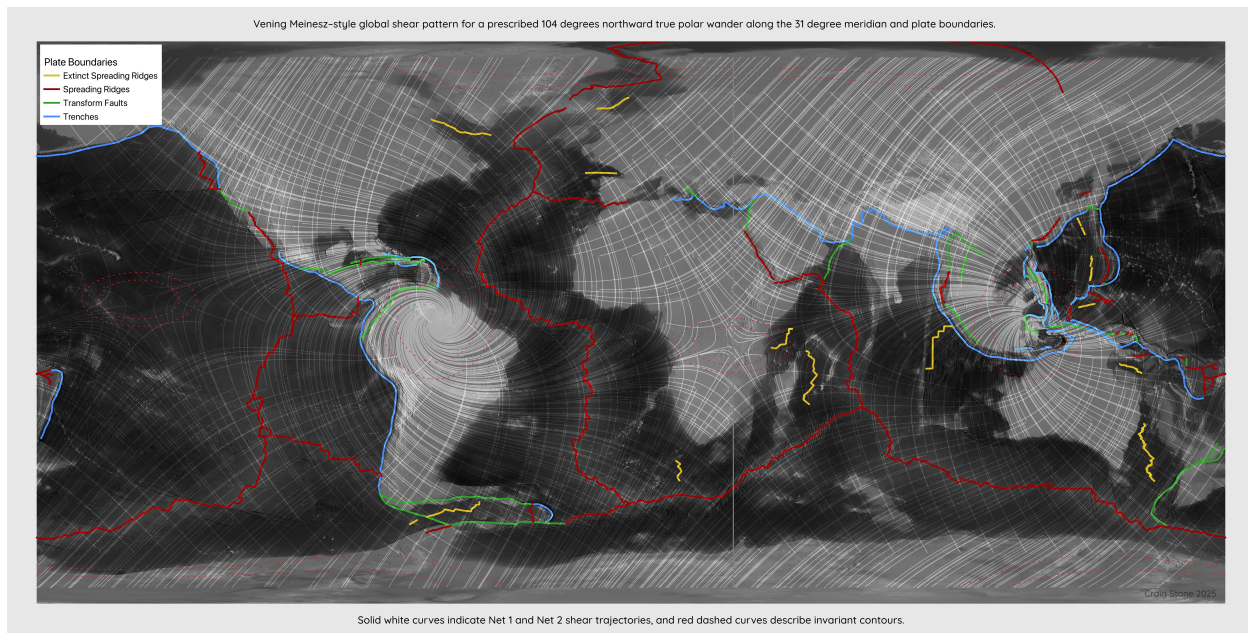 Vening Meinesz–style global shear pattern for a prescribed 104 degrees northward true polar wander along the 31 degree meridian and plate boundaries.
Plate Boundaries
Extinct Spreading Ridges
Spreading Ridges
Transform Faults
Trenches
Craig Stone 2025
Solid white curves indicate Net 1 and Net 2 shear trajectories, and red dashed curves describe invariant contours.